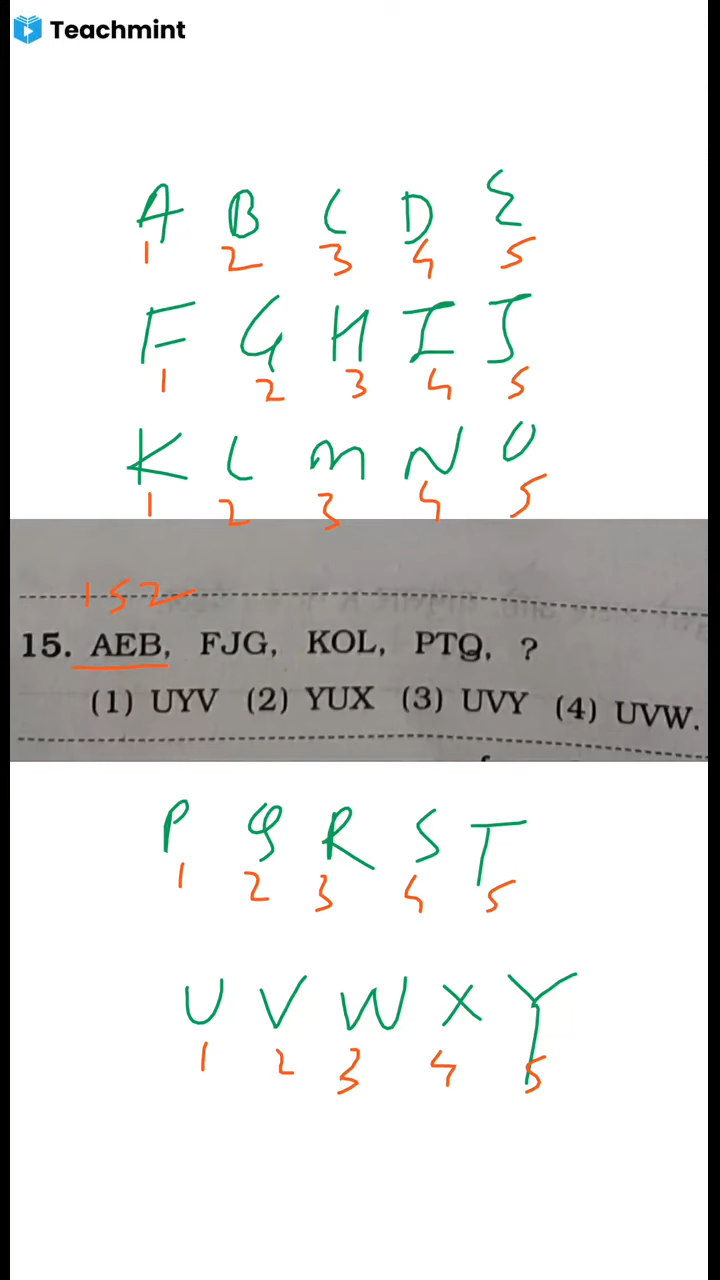 Teachmint
A B C D E
1 2 3 4 5
F G H I J
1 2 3 4 5
K L M N O
1 2 3 4 5
1 5 2
15. AEB, FJG, KOL, PTQ, ?
(1) UYV (2) YUX (3) UVY (4) UVW.
P Q R S T
1 2 3 4 5
U V W X Y
1 2 3 4 5